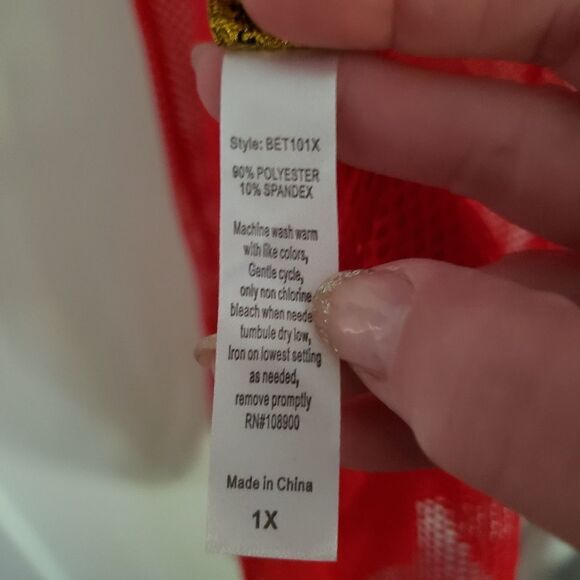 Style: BET101X
90% POLYESTER
10% SPANDEX
Machine wash warm
with like colors,
Gentle cycle,
only non chlorine
bleach when neede
tumbule dry low,
Iron on lowest setting
as needed,
remove promptly
RN#108900
Made in China
1X